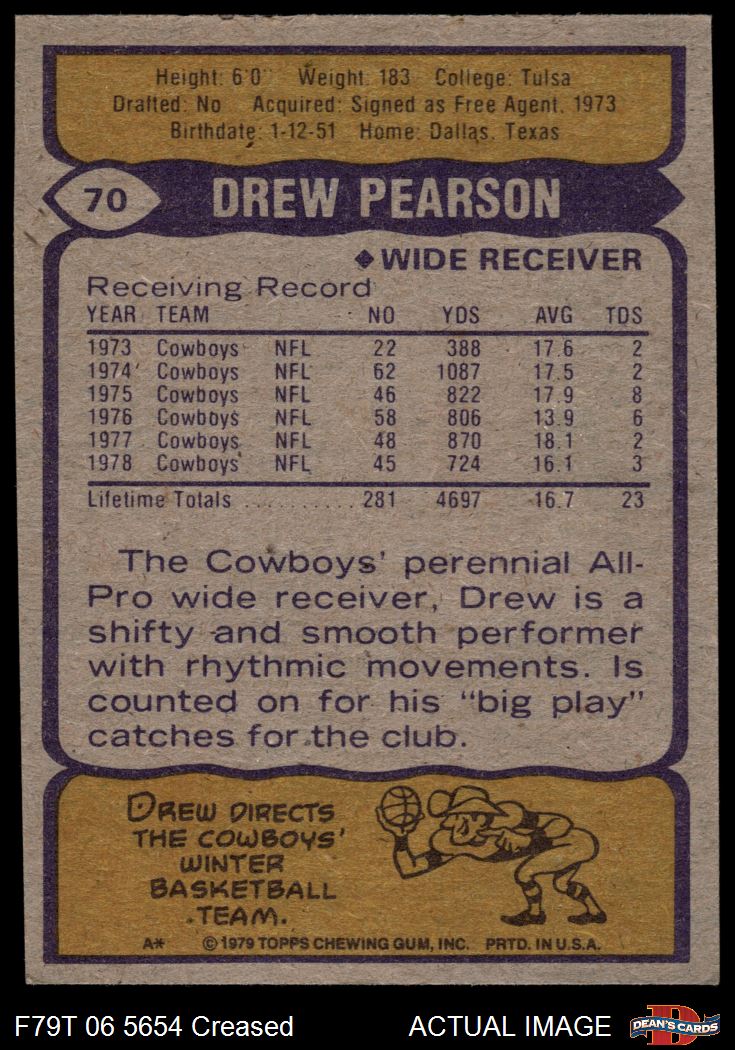 Height: 6'0" Weight: 183 College: Tulsa
Drafted: No Acquired: Signed as Free Agent, 1973
Birthdate: 1-12-51 Home: Dallas, Texas
70 DREW PEARSON
◆ WIDE RECEIVER
Receiving Record
YEAR TEAM NO YDS AVG TDS
1973 Cowboys NFL 22 388 17.6 2
1974 Cowboys NFL 62 1087 17.5 2
1975 Cowboys NFL 46 822 17.9 8
1976 Cowboys NFL 58 806 13.9 6
1977 Cowboys NFL 48 870 18.1 2
1978 Cowboys NFL 45 724 16.1 3
Lifetime Totals .......... 281 4697 16.7 23
The Cowboys' perennial All-
Pro wide receiver, Drew is a
shifty and smooth performer
with rhythmic movements. Is
counted on for his "big play"
catches for the club.
DREW DIRECTS
THE COWBOYS'
WINTER
BASKETBALL
TEAM.
A* © 1979 TOPPS CHEWING GUM, INC. PRTD. IN U.S.A.
F79T 06 5654 Creased ACTUAL IMAGE DEAN'S CARDS